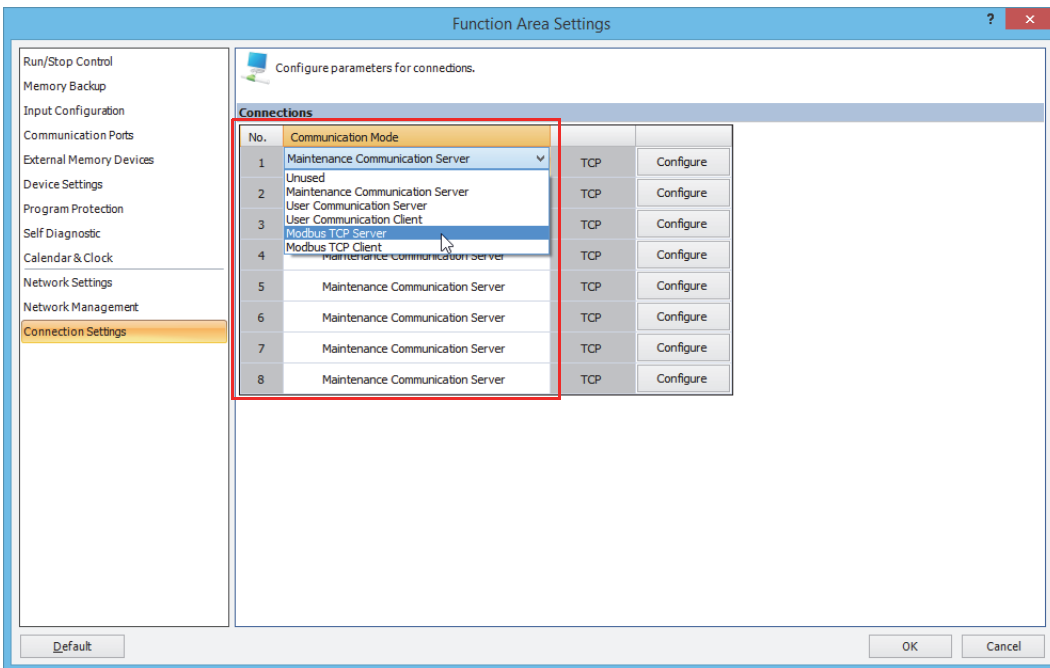 Function Area Settings
?
×
Run/Stop Control
Memory Backup
Input Configuration
Communication Ports
External Memory Devices
Device Settings
Program Protection
Self Diagnostic
Calendar & Clock
Network Settings
Network Management
Connection Settings
Configure parameters for connections.
Connections
No. Communication Mode
1 Maintenance Communication Server TCP Configure
Unused
Maintenance Communication Server
User Communication Server
User Communication Client
Modbus TCP Server
Modbus TCP Client
2 TCP Configure
3 TCP Configure
4 Maintenance Communication Server TCP Configure
5 Maintenance Communication Server TCP Configure
6 Maintenance Communication Server TCP Configure
7 Maintenance Communication Server TCP Configure
8 Maintenance Communication Server TCP Configure
Default
OK
Cancel